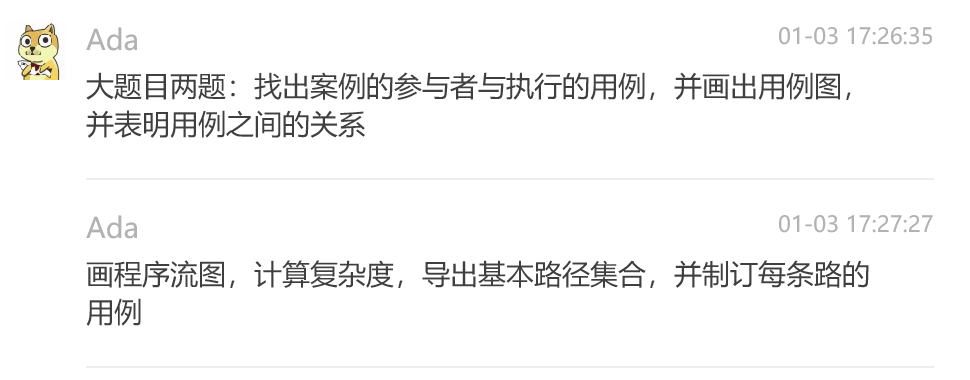 Ada
01-03 17:26:35
大题目两题：找出案例的参与者与执行的用例，并画出用例图，
并表明用例之间的关系
Ada
01-03 17:27:27
画程序流图，计算复杂度，导出基本路径集合，并制订每条路的
用例